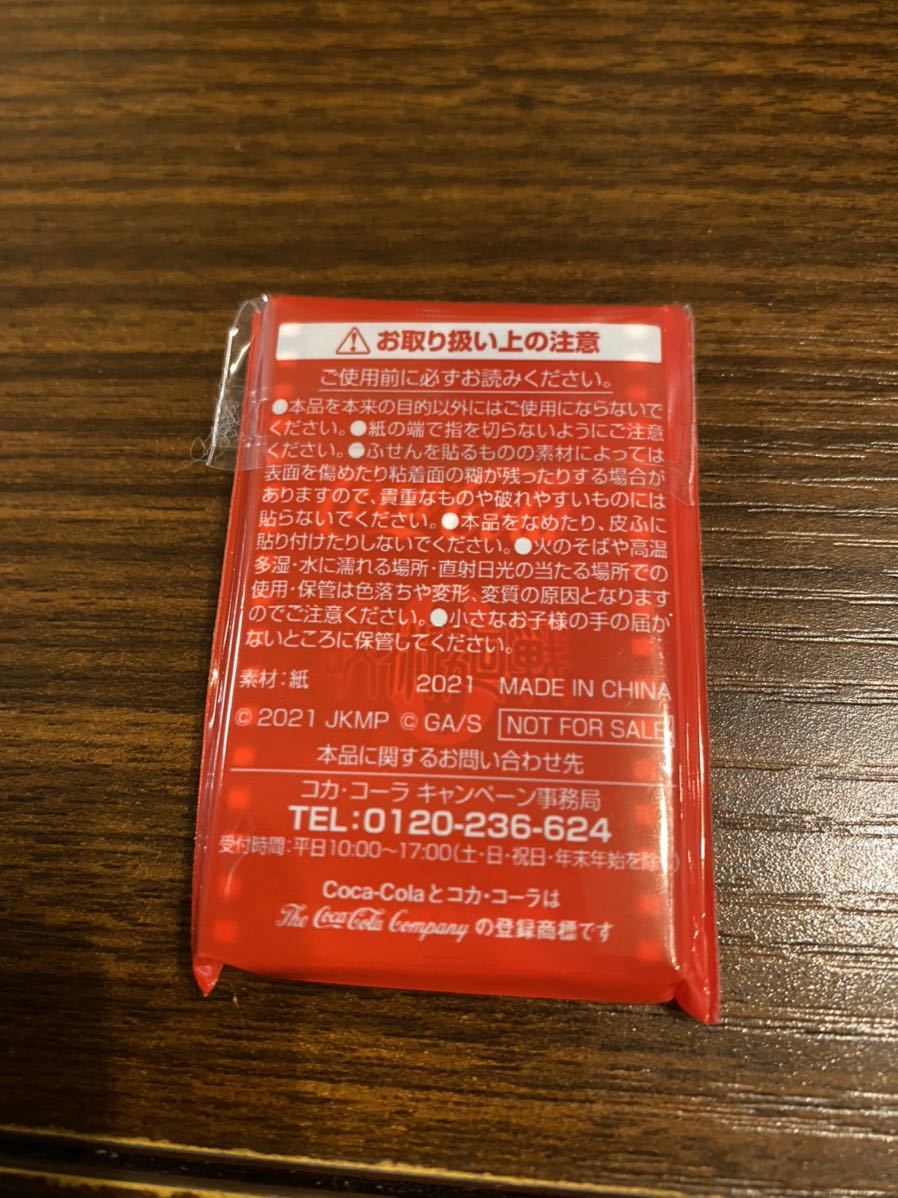 お取り扱い上の注意
ご使用前に必ずお読みください。
●本品を本来の目的以外にはご使用にならないで
ください。●紙の端で指を切らないようにご注意
ください。●ふせんを貼るものの素材によっては
表面を傷めたり粘着面の糊が残ったりする場合が
ありますので、貴重なものや破れやすいものには
貼らないでください。●本品をなめたり、皮ふに
貼り付けたりしないでください。●火のそばや高温
多湿・水に濡れる場所・直射日光の当たる場所での
使用・保管は色落ちや変形、変質の原因となります
のでご注意ください。●小さなお子様の手の届か
ないところに保管してください。
素材:紙 2021 MADE IN CHINA
© 2021 JKMP © GA/S NOT FOR SALE
本品に関するお問い合わせ先
コカ・コーラ キャンペーン事務局
TEL:0120-236-624
受付時間:平日10:00〜17:00(土・日・祝日・年末年始を除く)
Coca-Colaとコカ・コーラは
The Coca-Cola Company の登録商標です